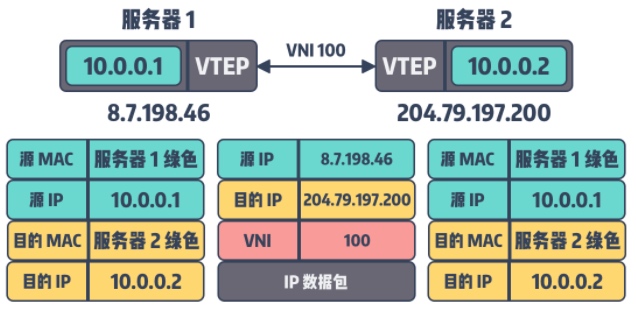 服务器 1
服务器 2
10.0.0.1 VTEP VNI 100 VTEP 10.0.0.2
8.7.198.46
204.79.197.200
源 MAC 服务器 1 绿色
源 IP 10.0.0.1
目的 MAC 服务器 2 绿色
目的 IP 10.0.0.2
源 IP 8.7.198.46
目的 IP 204.79.197.200
VNI 100
IP 数据包
源 MAC 服务器 1 绿色
源 IP 10.0.0.1
目的 MAC 服务器 2 绿色
目的 IP 10.0.0.2